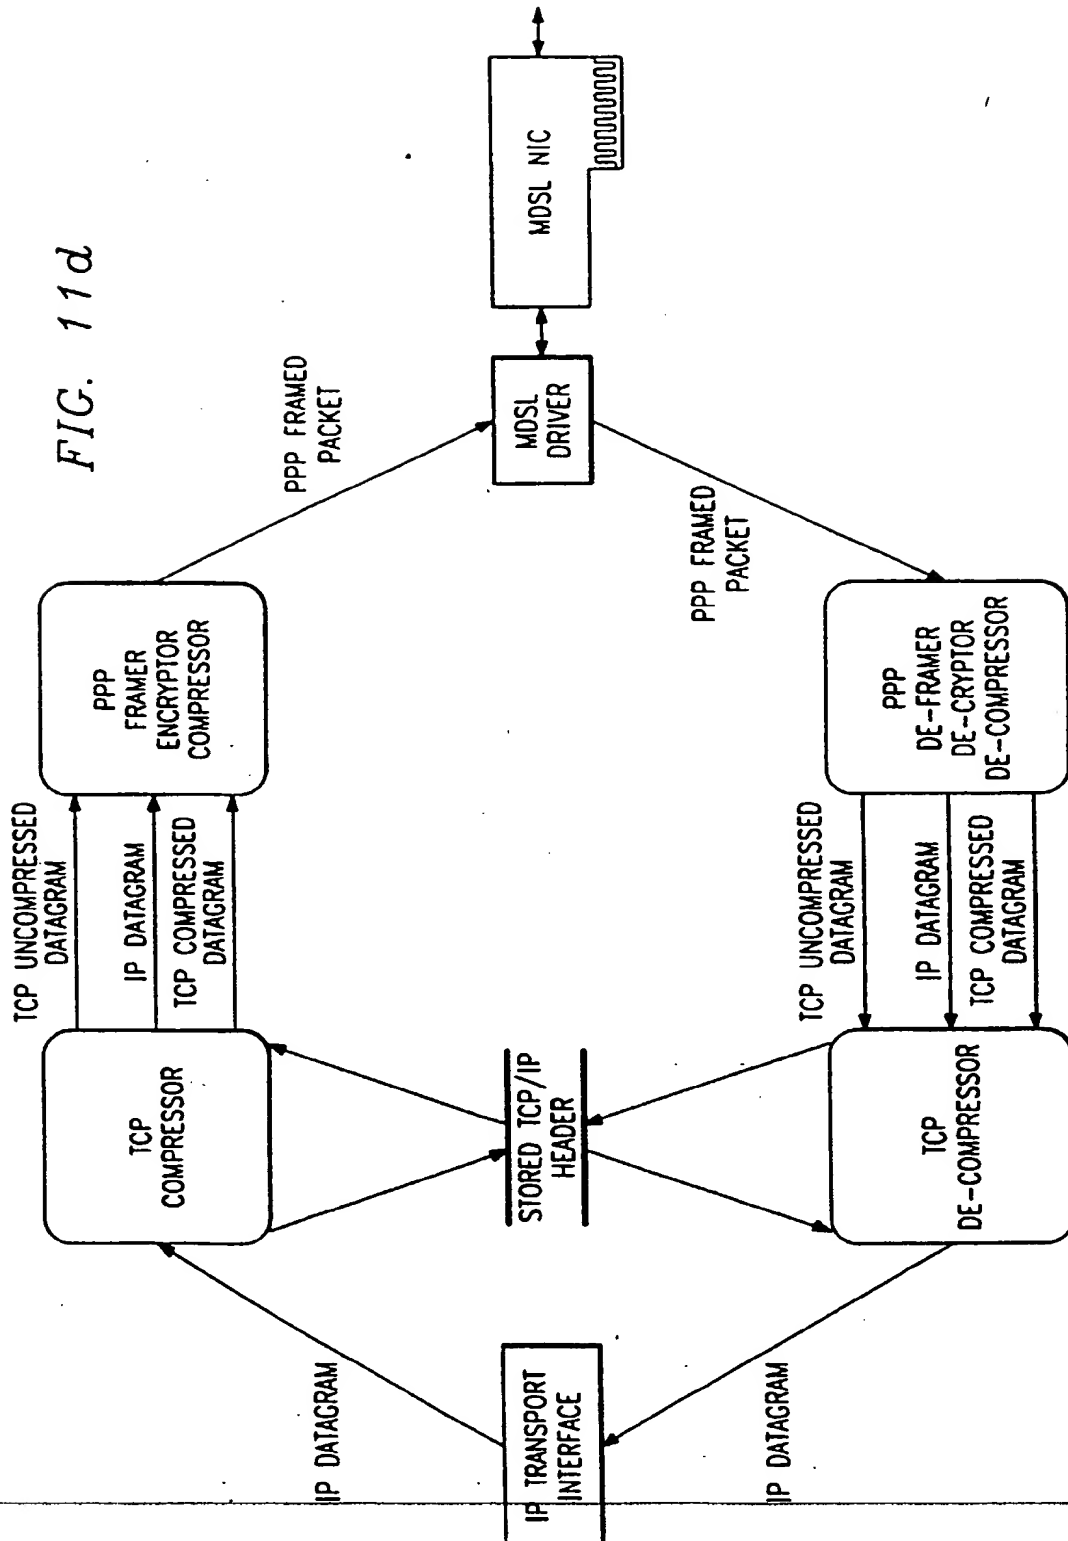 FIG. 11d
IP TRANSPORT
INTERFACE
IP DATAGRAM
TCP
COMPRESSOR
TCP UNCOMPRESSED
DATAGRAM
IP DATAGRAM
TCP COMPRESSED
DATAGRAM
PPP
FRAMER
ENCRYPTOR
COMPRESSOR
PPP FRAMED
PACKET
STORED TCP/IP
HEADER
MDSL
DRIVER
MDSL NIC
IP DATAGRAM
TCP
DE-COMPRESSOR
TCP UNCOMPRESSED
DATAGRAM
IP DATAGRAM
TCP COMPRESSED
DATAGRAM
PPP
DE-FRAMER
DE-CRYPTOR
DE-COMPRESSOR
PPP FRAMED
PACKET